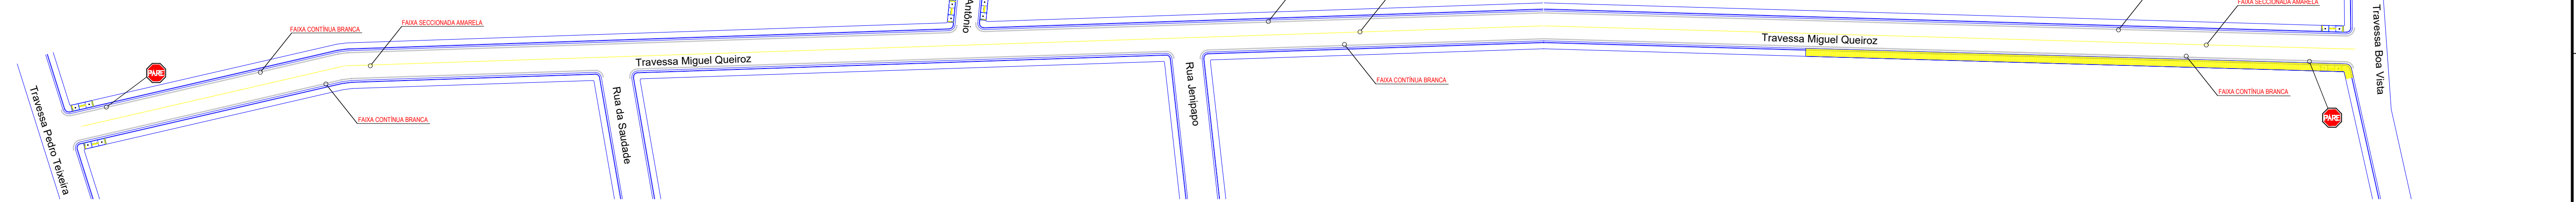 FAIXA CONTÍNUA BRANCA
FAIXA SECCIONADA AMARELA
FAIXA SECCIONADA AMARELA
Antônio
Travessa Boa Vista
Travessa Miguel Queiroz
Travessa Miguel Queiroz
PARE
FAIXA CONTÍNUA BRANCA
Travessa Pedro Teixeira
Rua da Saudade
Rua Jenipapo
FAIXA CONTÍNUA BRANCA
FAIXA CONTÍNUA BRANCA
PARE